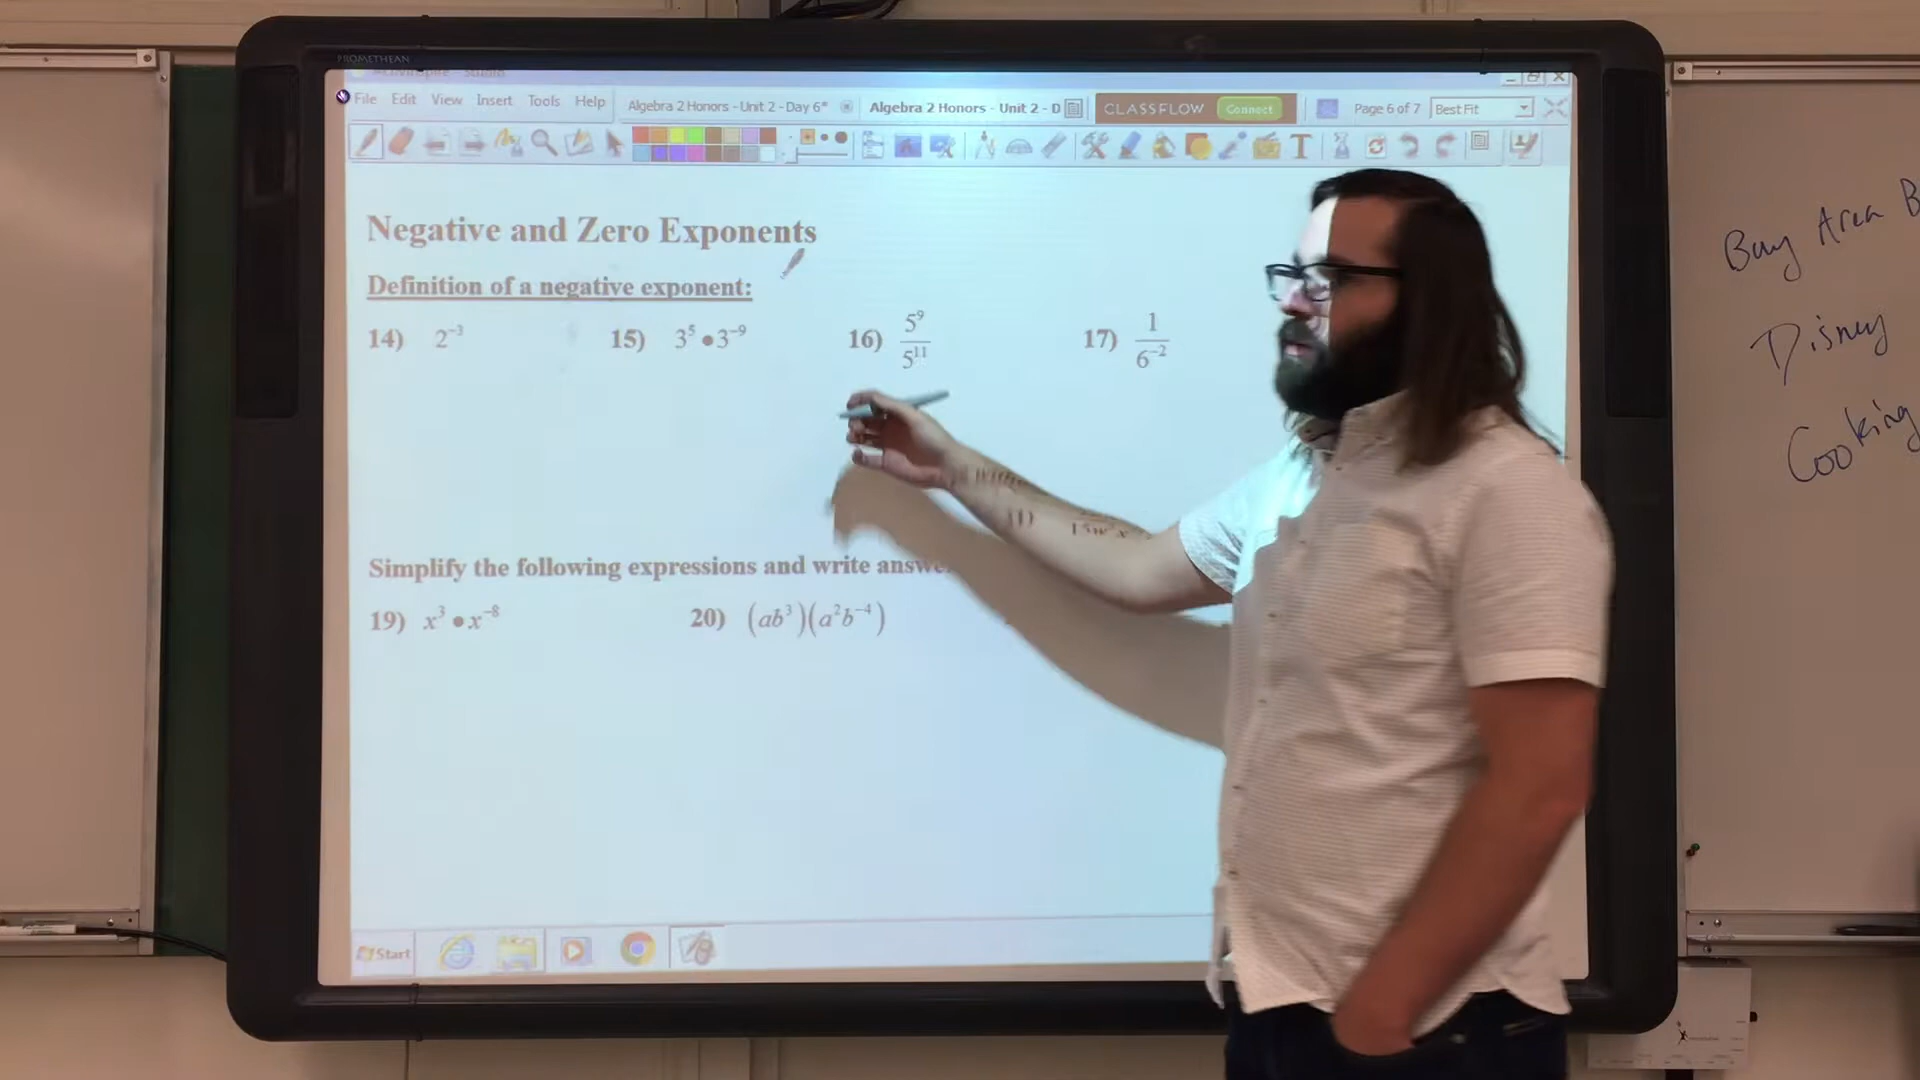 PROMETHEAN
File Edit View Insert Tools Help
Algebra 2 Honors - Unit 2 - Day 6*
Algebra 2 Honors - Unit 2 - D
CLASSFLOW Connect
Page 6 of 7 Best Fit
Negative and Zero Exponents
Definition of a negative exponent:
14) 2⁻³ 15) 3⁵•3⁻⁹ 16) 5⁹/5¹¹ 17) 1/6⁻²
Simplify the following expressions and write
19) x³•x⁻⁸ 20) (ab³)(a²b⁻⁴)
Start
Bay Area B
Disney
Cooking